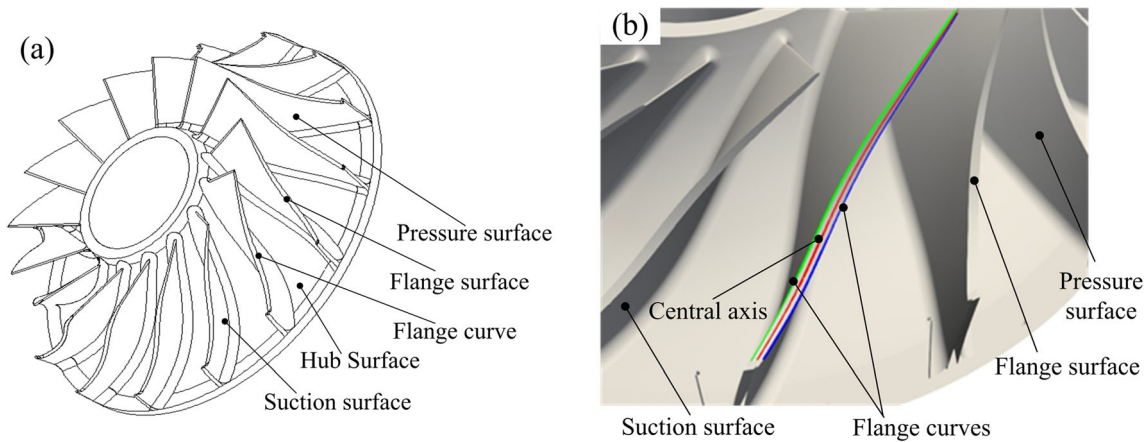 (a)
Pressure surface
Flange surface
Flange curve
Hub Surface
Suction surface
(b)
Central axis
Pressure
surface
Flange surface
Suction surface
Flange curves